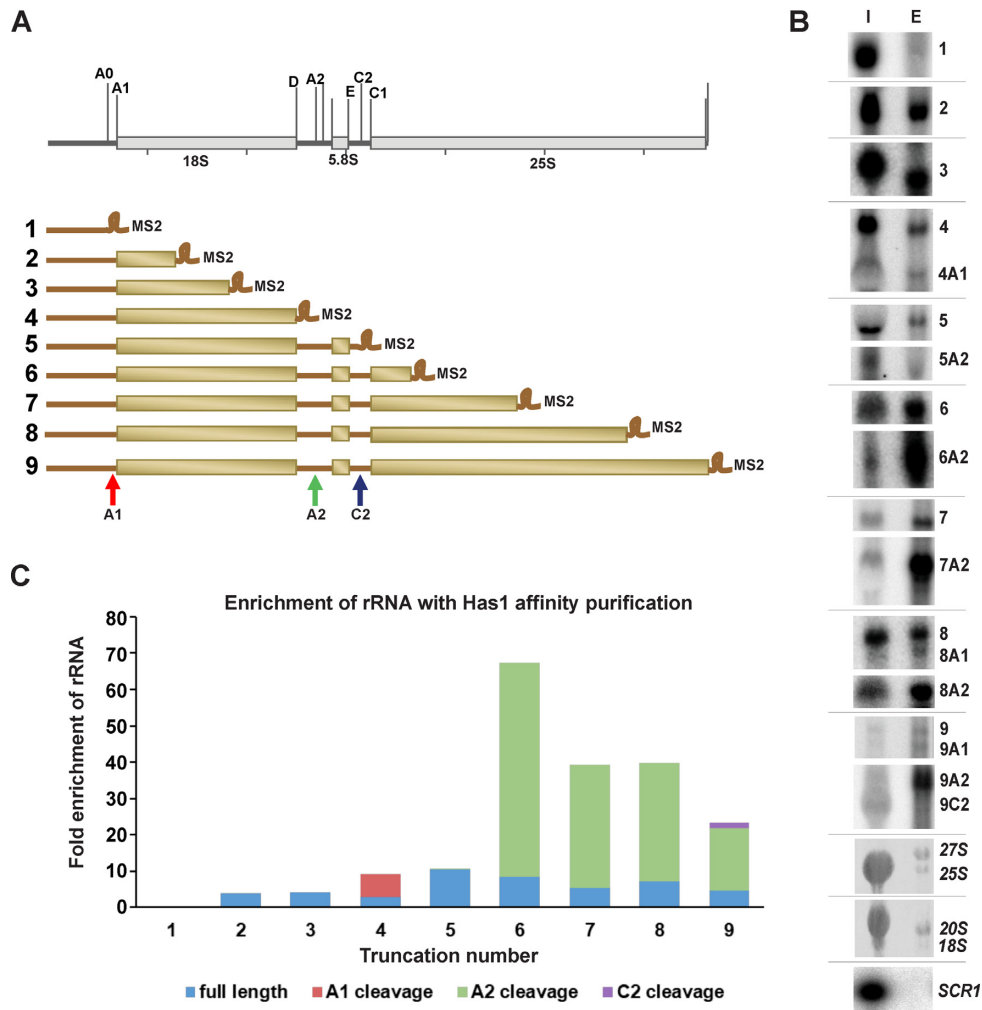 A
A0
A1
D
A2
E
C2
C1
18S
5.8S
25S
1 MS2
2 MS2
3 MS2
4 MS2
5 MS2
6 MS2
7 MS2
8 MS2
9 MS2
A1
A2
C2
B
I E
1
2
3
4
4A1
5
5A2
6
6A2
7
7A2
8
8A1
8A2
9
9A1
9A2
9C2
27S
25S
20S
18S
SCR1
C
Enrichment of rRNA with Has1 affinity purification
Fold enrichment of rRNA
80
70
60
50
40
30
20
10
0
1 2 3 4 5 6 7 8 9
Truncation number
full length A1 cleavage A2 cleavage C2 cleavage